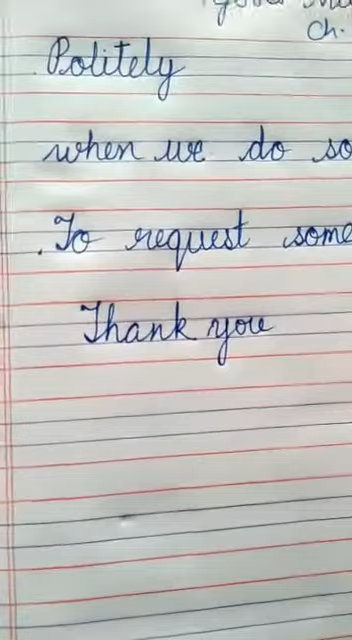 Ch.
. Politely
when we do so
. To request some
Thank you